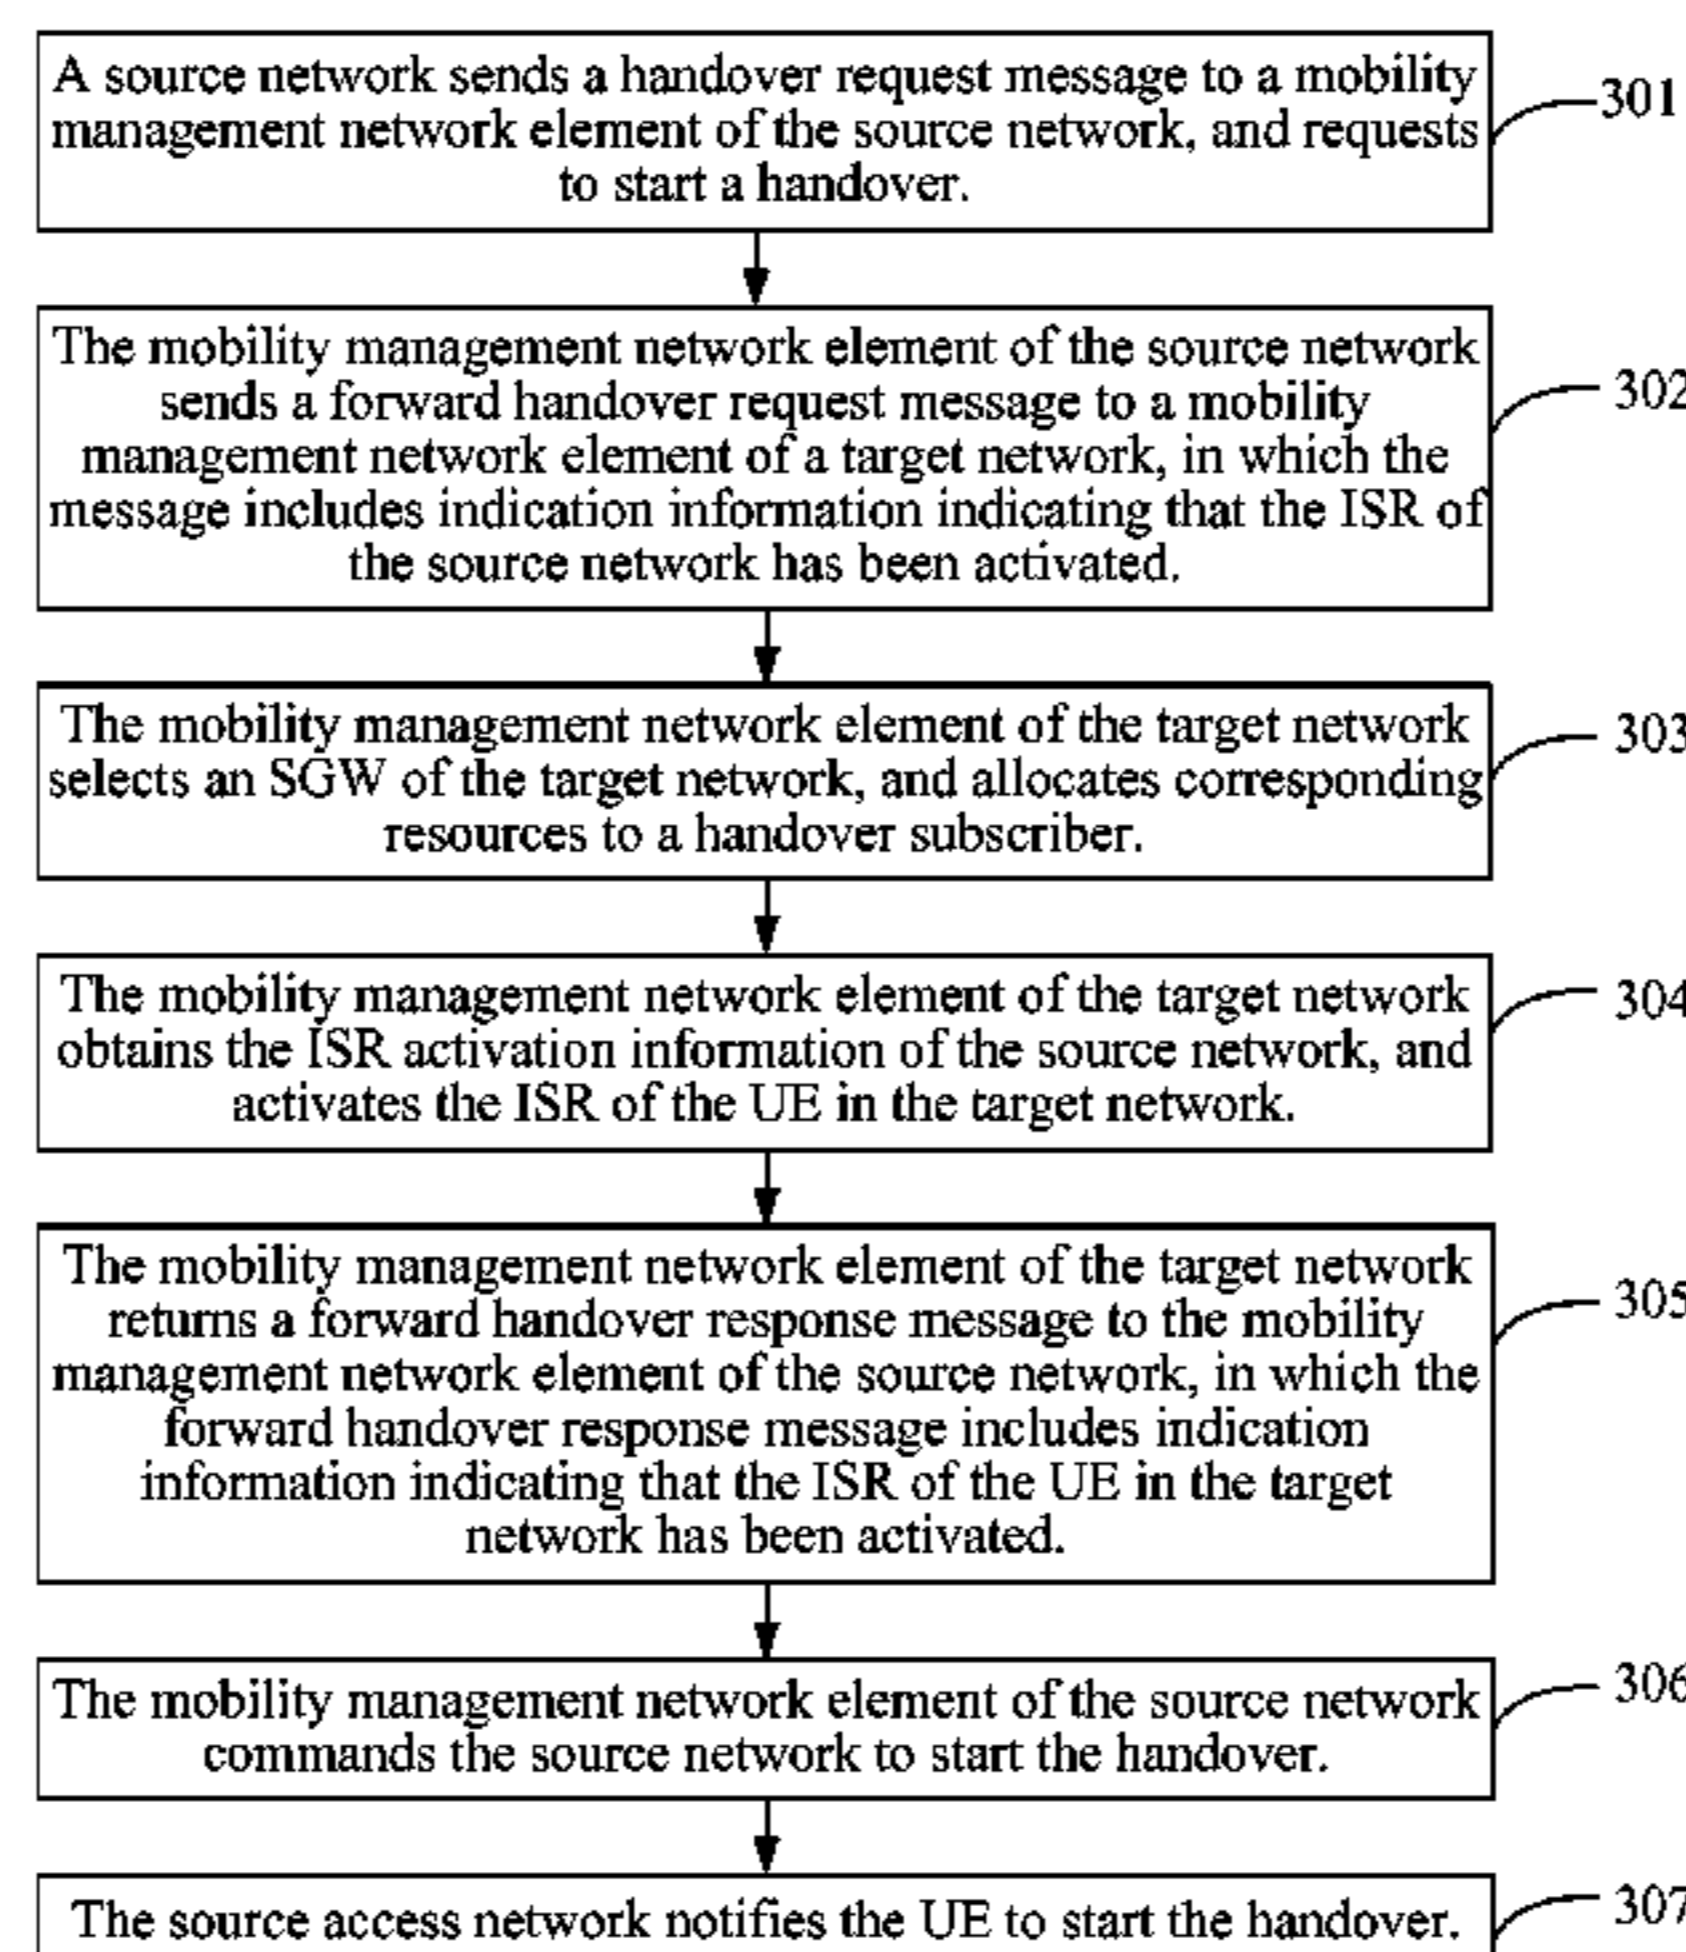 A source network sends a handover request message to a mobility
management network element of the source network, and requests
to start a handover.
301
The mobility management network element of the source network
sends a forward handover request message to a mobility
management network element of a target network, in which the
message includes indication information indicating that the ISR of
the source network has been activated.
302
The mobility management network element of the target network
selects an SGW of the target network, and allocates corresponding
resources to a handover subscriber.
303
The mobility management network element of the target network
obtains the ISR activation information of the source network, and
activates the ISR of the UE in the target network.
304
The mobility management network element of the target network
returns a forward handover response message to the mobility
management network element of the source network, in which the
forward handover response message includes indication
information indicating that the ISR of the UE in the target
network has been activated.
305
The mobility management network element of the source network
commands the source network to start the handover.
306
The source access network notifies the UE to start the handover.
307